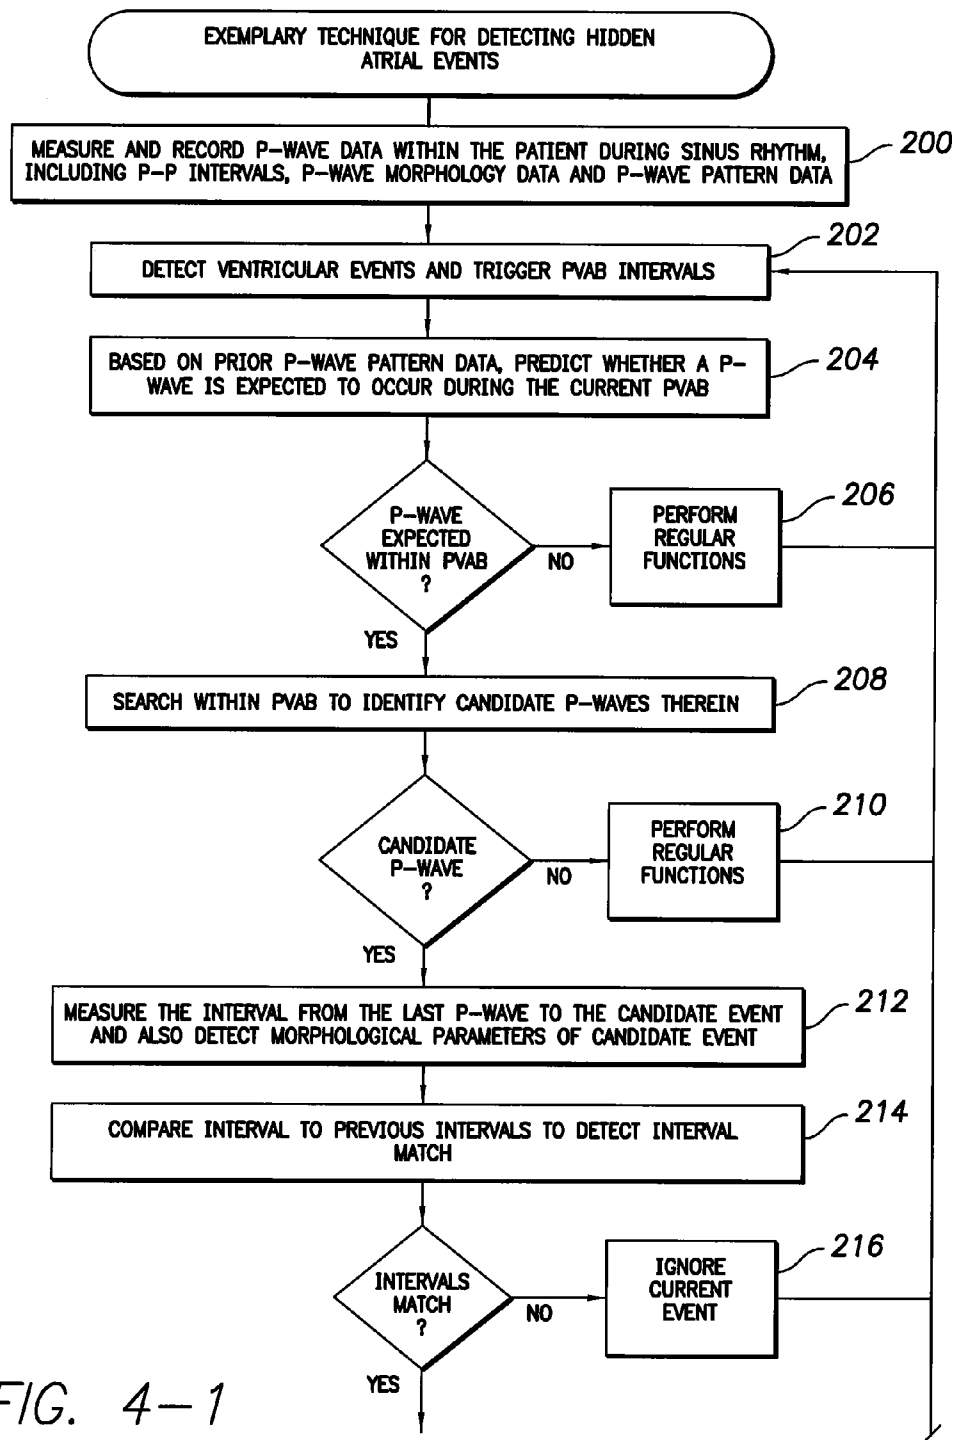 EXEMPLARY TECHNIQUE FOR DETECTING HIDDEN
ATRIAL EVENTS
MEASURE AND RECORD P-WAVE DATA WITHIN THE PATIENT DURING SINUS RHYTHM,
INCLUDING P-P INTERVALS, P-WAVE MORPHOLOGY DATA AND P-WAVE PATTERN DATA
200
DETECT VENTRICULAR EVENTS AND TRIGGER PVAB INTERVALS
202
BASED ON PRIOR P-WAVE PATTERN DATA, PREDICT WHETHER A P-
WAVE IS EXPECTED TO OCCUR DURING THE CURRENT PVAB
204
P-WAVE
EXPECTED
WITHIN PVAB
?
NO
YES
PERFORM
REGULAR
FUNCTIONS
206
SEARCH WITHIN PVAB TO IDENTIFY CANDIDATE P-WAVES THEREIN
208
CANDIDATE
P-WAVE
?
NO
YES
PERFORM
REGULAR
FUNCTIONS
210
MEASURE THE INTERVAL FROM THE LAST P-WAVE TO THE CANDIDATE EVENT
AND ALSO DETECT MORPHOLOGICAL PARAMETERS OF CANDIDATE EVENT
212
COMPARE INTERVAL TO PREVIOUS INTERVALS TO DETECT INTERVAL
MATCH
214
INTERVALS
MATCH
?
NO
YES
IGNORE
CURRENT
EVENT
216
FIG. 4-1